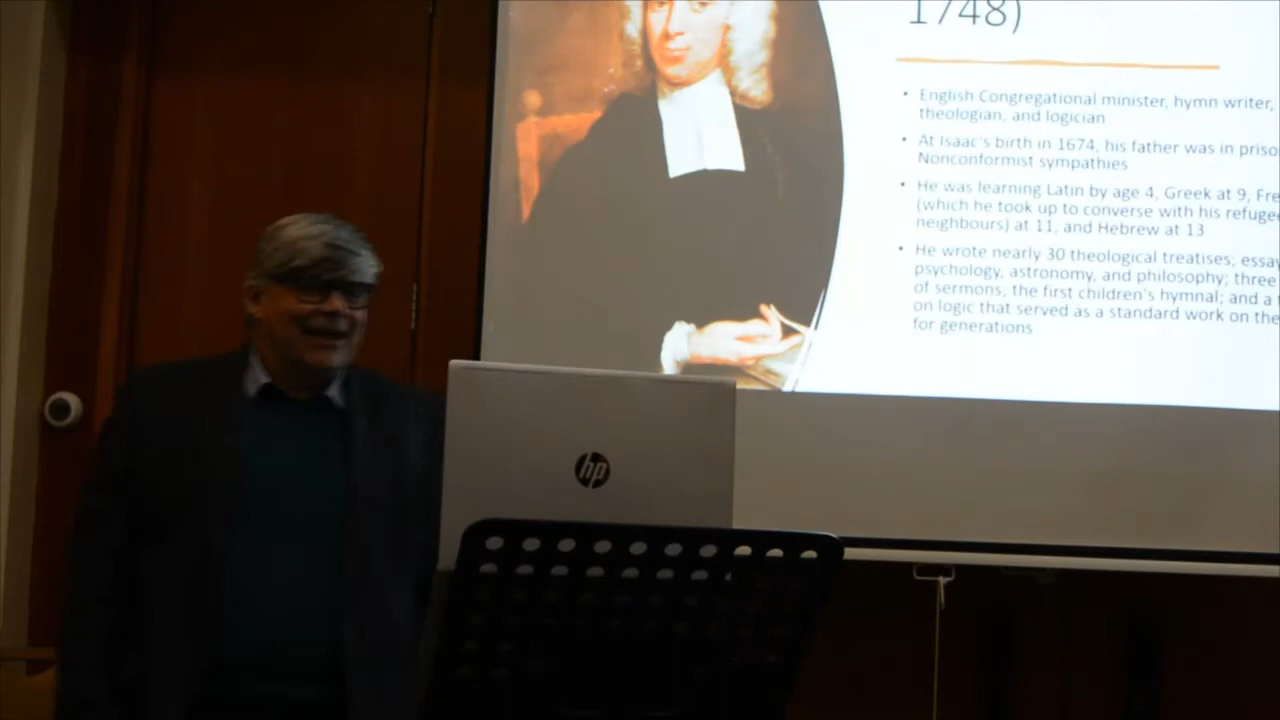 1748)
• English Congregational minister, hymn writer,
theologian, and logician
• At Isaac's birth in 1674, his father was in
Nonconformist sympathies
• He was learning Latin by age 4, Greek at 9,
(which he took up to converse with his
neighbours) at 11, and Hebrew at 13
• He wrote nearly 30 theological treatises;
psychology, astronomy, and philosophy; three
of sermons; the first children's hymnal; and a
on logic that served as a standard work on
for generations
hp